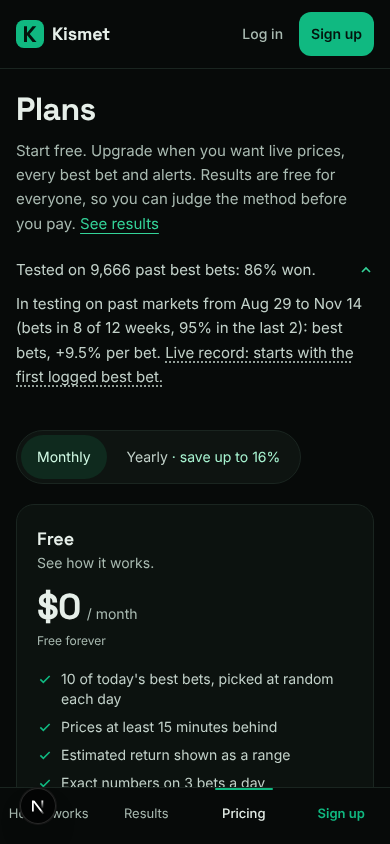 K Kismet
Log in
Sign up
Plans
Start free. Upgrade when you want live prices,
every best bet and alerts. Results are free for
everyone, so you can judge the method before
you pay. See results
Tested on 9,666 past best bets: 86% won.
In testing on past markets from Aug 29 to Nov 14
(bets in 8 of 12 weeks, 95% in the last 2): best
bets, +9.5% per bet. Live record: starts with the
first logged best bet.
Monthly
Yearly · save up to 16%
Free
See how it works.
$0 / month
Free forever
10 of today's best bets, picked at random
each day
Prices at least 15 minutes behind
Estimated return shown as a range
Exact numbers on 3 bets a day
N
works
Results
Pricing
Sign up